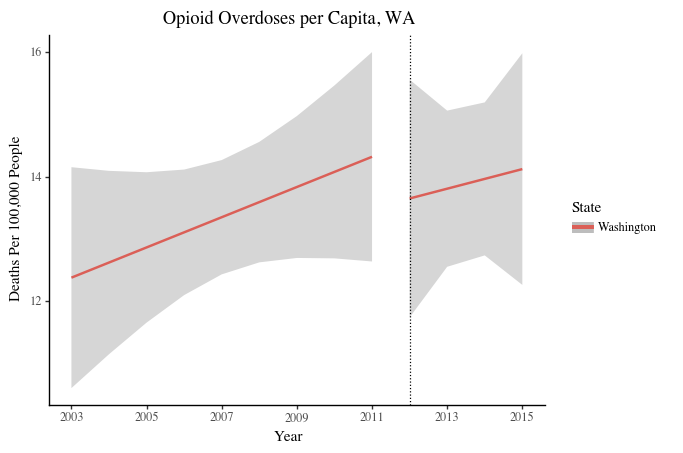 Opioid Overdoses per Capita, WA
Deaths Per 100,000 People
16
14
12
2003 2005 2007 2009 2011 2013 2015
Year
State
Washington